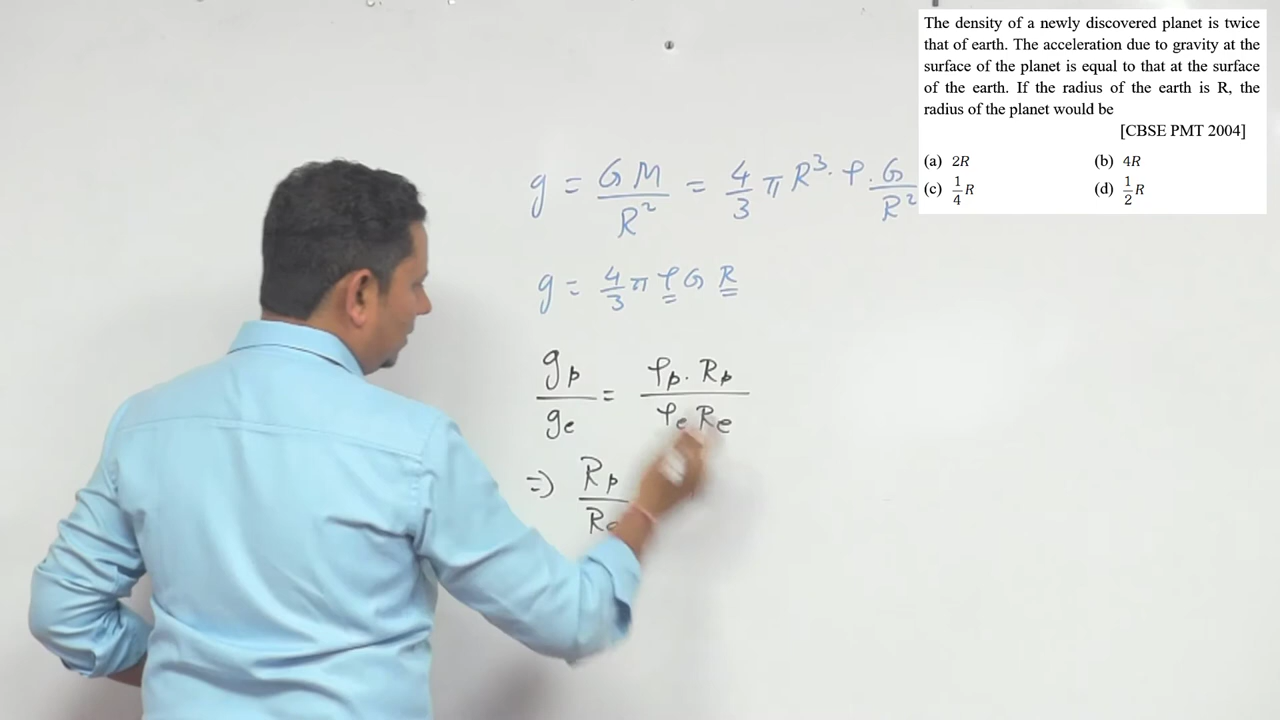 The density of a newly discovered planet is twice
that of earth. The acceleration due to gravity at the
surface of the planet is equal to that at the surface
of the earth. If the radius of the earth is R, the
radius of the planet would be
[CBSE PMT 2004]
(a) 2R (b) 4R
(c) 1/4 R (d) 1/2 R
g = GM/R² = 4/3 π R³ · ρ · G/R²
g = 4/3 π ρ G R
gp/ge = ρp · Rp / ρe Re
⇒ Rp/Re